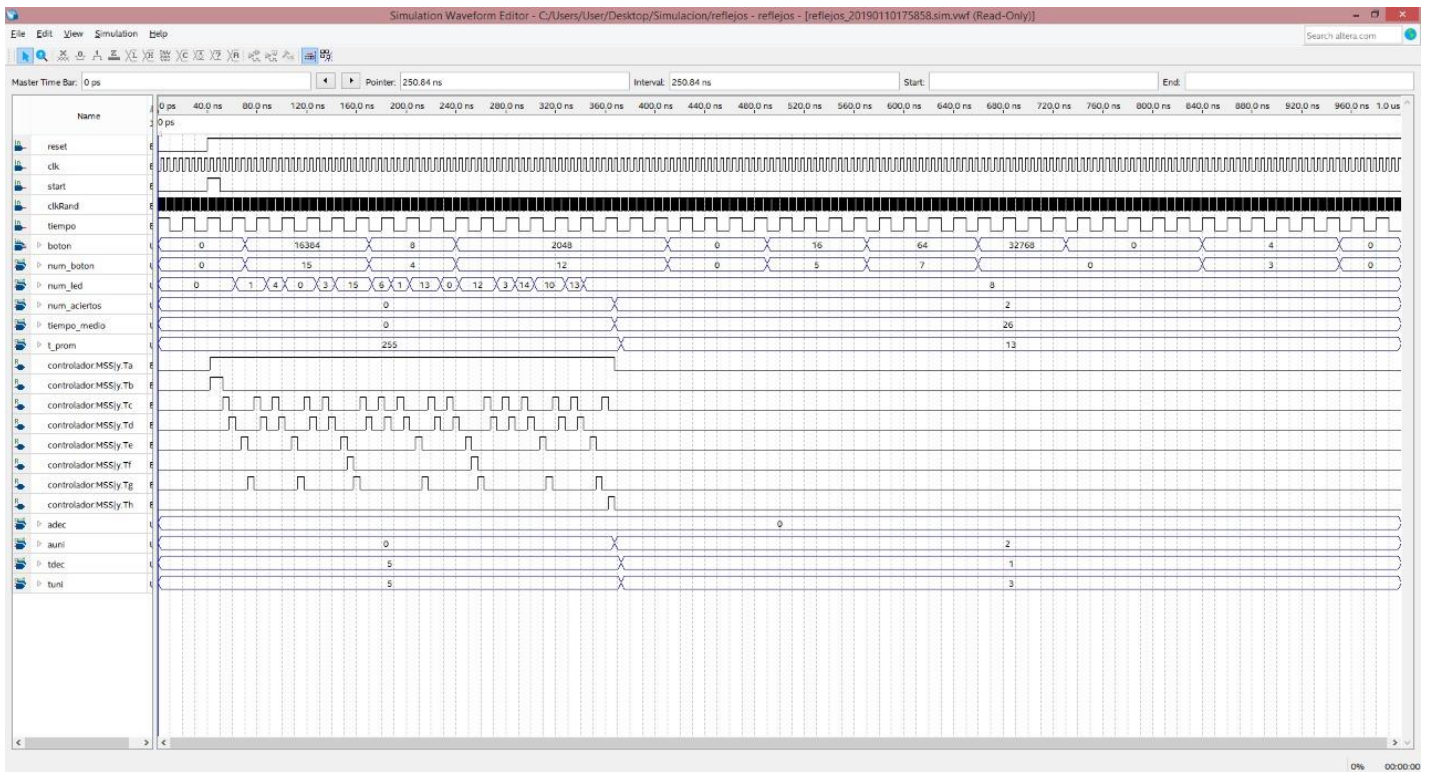 Simulation Waveform Editor - C:/Users/User/Desktop/Simulacion/reflejos - reflejos - [reflejos_20190110175858.sim.vwf (Read-Only)]
File Edit View Simulation Help
Search altera.com
Master Time Bar: 0 ps Pointer: 250.84 ns Interval: 250.84 ns Start: End:
Name 0 ps 40.0 ns 80.0 ns 120.0 ns 160.0 ns 200.0 ns 240.0 ns 280.0 ns 320.0 ns 360.0 ns 400.0 ns 440.0 ns 480.0 ns 520.0 ns 560.0 ns 600.0 ns 640.0 ns 680.0 ns 720.0 ns 760.0 ns 800.0 ns 840.0 ns 880.0 ns 920.0 ns 960.0 ns 1.0 us
0 ps
reset
clk
start
clkRand
tiempo
boton 0 16384 8 2048 0 16 64 32768 0 4 0
num_boton 0 15 4 12 0 5 7 0 3 0
num_led 0 1 4 0 3 15 6 1 13 0 12 3 14 10 13 8
num_aciertos 0 2
tiempo_medio 0 26
t_prom 255 13
controlador:MSS|y.Ta
controlador:MSS|y.Tb
controlador:MSS|y.Tc
controlador:MSS|y.Td
controlador:MSS|y.Te
controlador:MSS|y.Tf
controlador:MSS|y.Tg
controlador:MSS|y.Th
adec 0
auni 0 2
tdec 5 1
tuni 5 3
0% 00:00:00